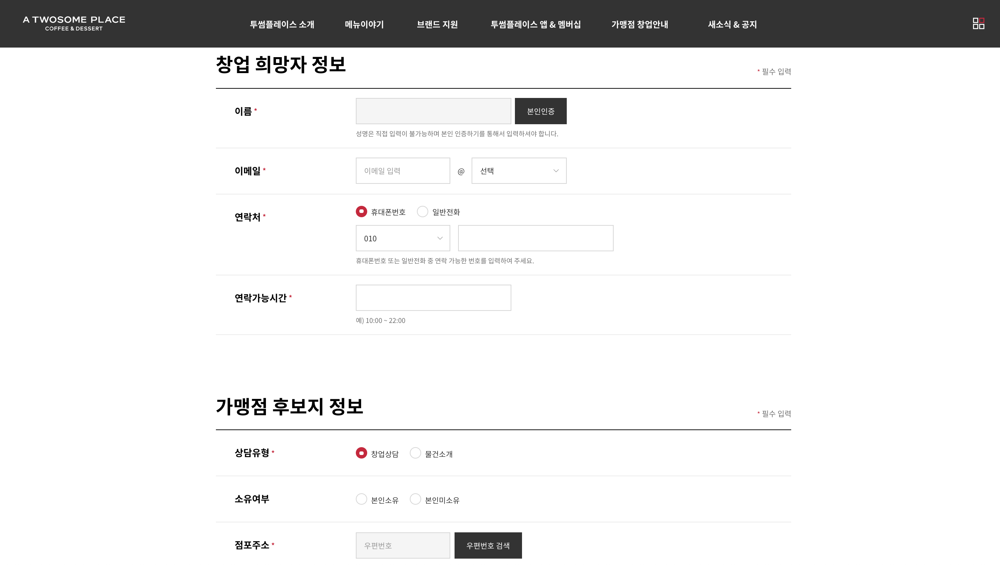 A TWOSOME PLACE
COFFEE & DESSERT
투썸플레이스 소개 메뉴이야기 브랜드 지원 투썸플레이스 앱 & 멤버십 가맹점 창업안내 새소식 & 공지
창업 희망자 정보
* 필수 입력
이름 *
본인인증
성명은 직접 입력이 불가능하며 본인 인증하기를 통해서 입력하셔야 합니다.
이메일 *
이메일 입력 @ 선택
연락처 *
휴대폰번호 일반전화
010
휴대폰번호 또는 일반전화 중 연락 가능한 번호를 입력하여 주세요.
연락가능시간 *
예) 10:00 ~ 22:00
가맹점 후보지 정보
* 필수 입력
상담유형 *
창업상담 물건소개
소유여부
본인소유 본인미소유
점포주소 *
우편번호 우편번호 검색